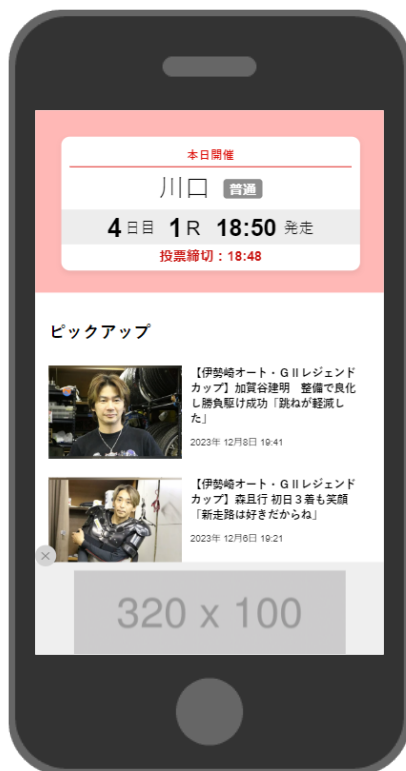 本日開催
川口 普通
4日目 1R 18:50 発走
投票締切:18:48
ピックアップ
【伊勢崎オート・GⅡレジェンド
カップ】加賀谷建明 整備で良化
し勝負駆け成功「跳ねが軽減し
た」
2023年 12月8日 19:41
【伊勢崎オート・GⅡレジェンド
カップ】森且行 初日3着も笑顔
「新走路は好きだからね」
2023年 12月6日 19:21
320 x 100